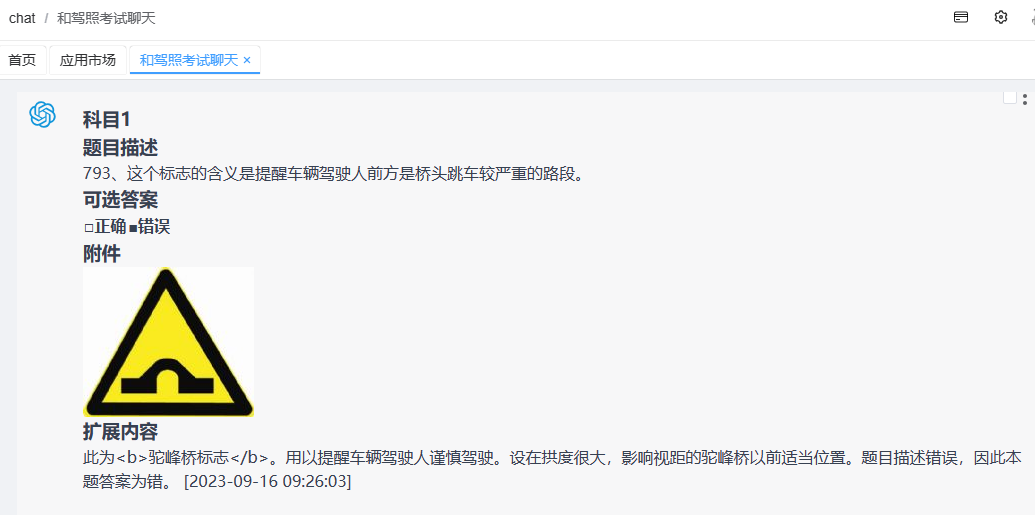 chat / 和驾照考试聊天
首页 应用市场 和驾照考试聊天 ×
科目1
题目描述
793、这个标志的含义是提醒车辆驾驶人前方是桥头跳车较严重的路段。
可选答案
□正确■错误
附件
扩展内容
此为<b>驼峰桥标志</b>。用以提醒车辆驾驶人谨慎驾驶。设在拱度很大，影响视距的驼峰桥以前适当位置。题目描述错误，因此本
题答案为错。 [2023-09-16 09:26:03]